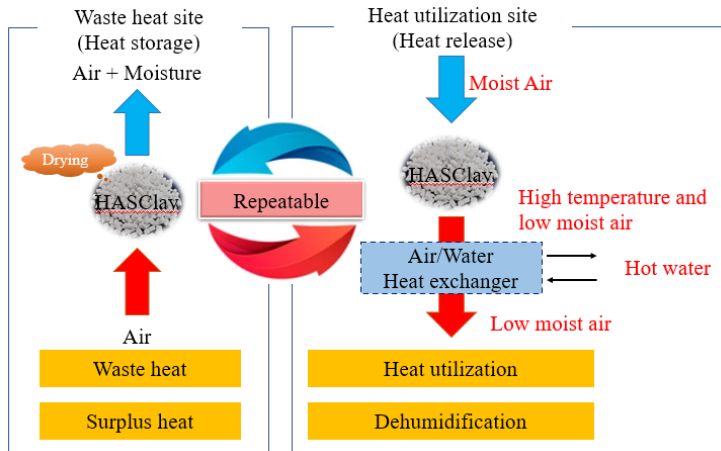 Waste heat site
(Heat storage)
Air + Moisture
Drying
HASClay
Air
Waste heat
Surplus heat
Repeatable
Heat utilization site
(Heat release)
Moist Air
HASClay
High temperature and
low moist air
Air/Water
Heat exchanger
Hot water
Low moist air
Heat utilization
Dehumidification